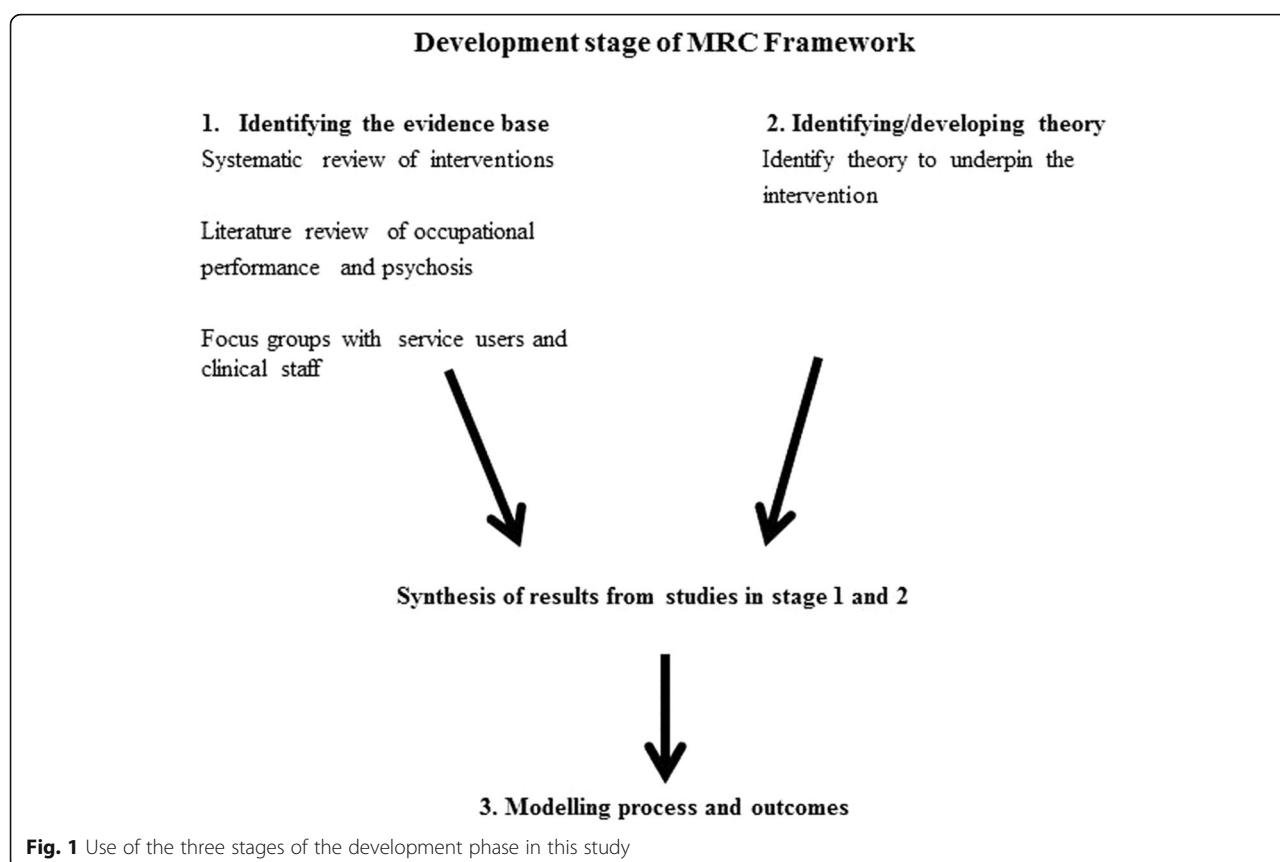 Development stage of MRC Framework
1. Identifying the evidence base
Systematic review of interventions
Literature review of occupational
performance and psychosis
Focus groups with service users and
clinical staff
2. Identifying/developing theory
Identify theory to underpin the
intervention
Synthesis of results from studies in stage 1 and 2
3. Modelling process and outcomes
Fig. 1 Use of the three stages of the development phase in this study